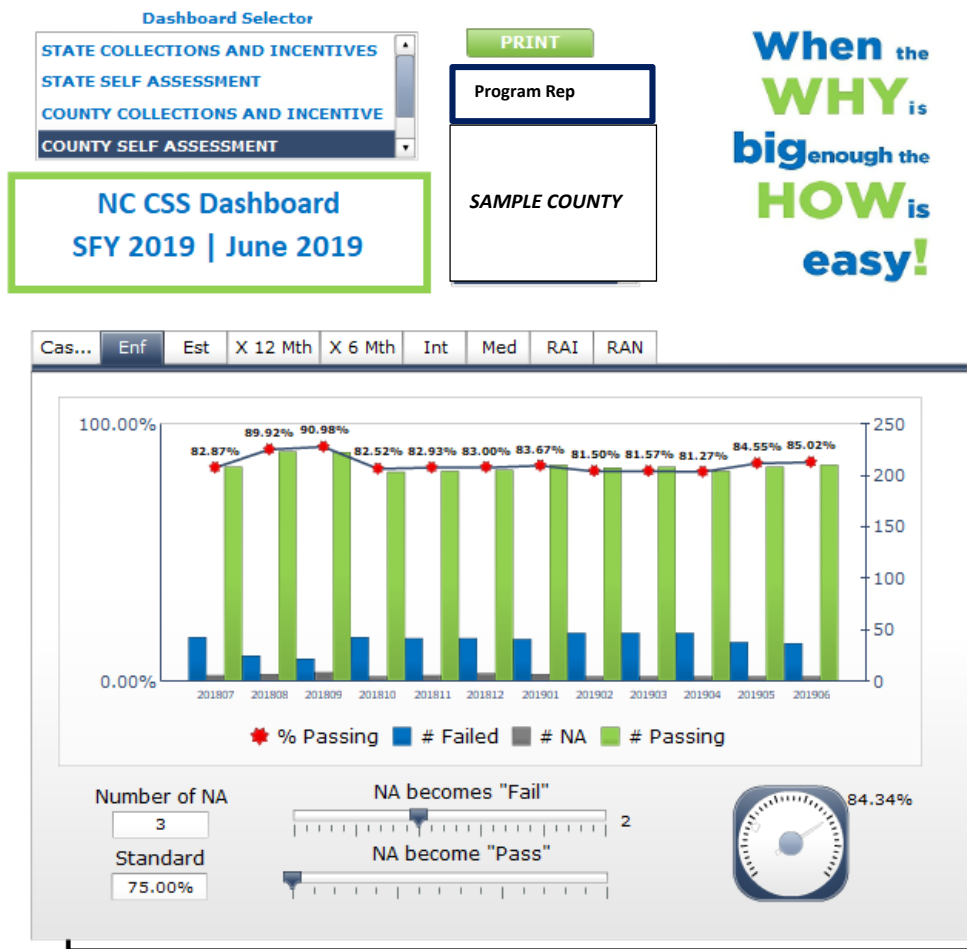 Dashboard Selector
STATE COLLECTIONS AND INCENTIVES
STATE SELF ASSESSMENT
COUNTY COLLECTIONS AND INCENTIVE
COUNTY SELF ASSESSMENT
NC CSS Dashboard
SFY 2019 | June 2019
PRINT
Program Rep
SAMPLE COUNTY
When the
WHY is
big enough the
HOW is
easy!
Cas... Enf Est X 12 Mth X 6 Mth Int Med RAI RAN
100.00%
0.00%
82.87% 89.92% 90.98% 82.52% 82.93% 83.00% 83.67% 81.50% 81.57% 81.27% 84.55% 85.02%
250
200
150
100
50
0
201807 201808 201809 201810 201811 201812 201901 201902 201903 201904 201905 201906
% Passing # Failed # NA # Passing
Number of NA
3
Standard
75.00%
NA becomes "Fail"
2
NA become "Pass"
84.34%